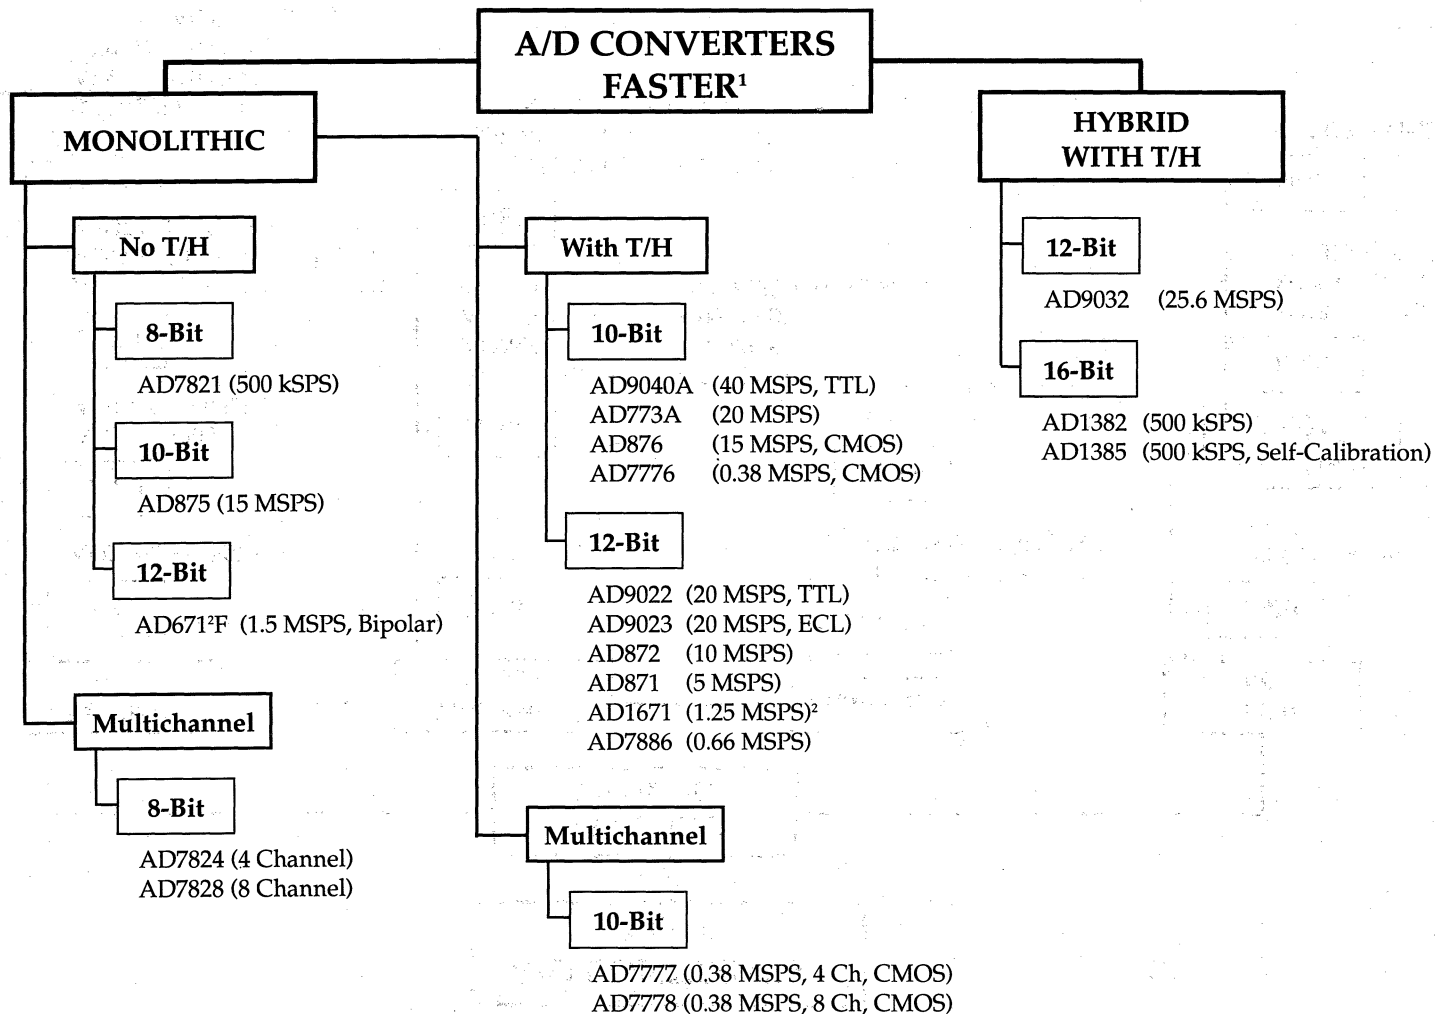 A/D CONVERTERS
FASTER¹
MONOLITHIC
No T/H
8-Bit
AD7821 (500 kSPS)
10-Bit
AD875 (15 MSPS)
12-Bit
AD671²F (1.5 MSPS, Bipolar)
Multichannel
8-Bit
AD7824 (4 Channel)
AD7828 (8 Channel)
With T/H
10-Bit
AD9040A (40 MSPS, TTL)
AD773A (20 MSPS)
AD876 (15 MSPS, CMOS)
AD7776 (0.38 MSPS, CMOS)
12-Bit
AD9022 (20 MSPS, TTL)
AD9023 (20 MSPS, ECL)
AD872 (10 MSPS)
AD871 (5 MSPS)
AD1671 (1.25 MSPS)²
AD7886 (0.66 MSPS)
Multichannel
10-Bit
AD7777 (0.38 MSPS, 4 Ch, CMOS)
AD7778 (0.38 MSPS, 8 Ch, CMOS)
HYBRID
WITH T/H
12-Bit
AD9032 (25.6 MSPS)
16-Bit
AD1382 (500 kSPS)
AD1385 (500 kSPS, Self-Calibration)